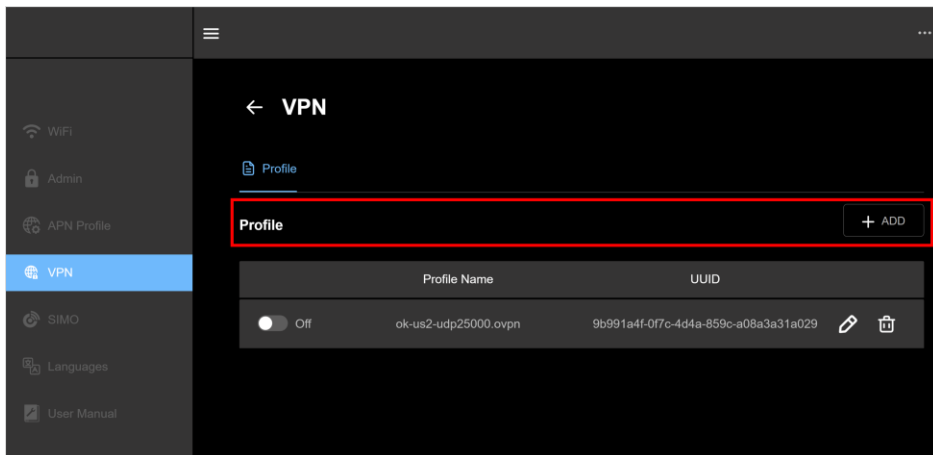 VPN
WiFi
Profile
Admin
APN Profile
Profile
+ ADD
VPN
Profile Name
UUID
SIMO
Off
ok-us2-udp25000.ovpn
9b991a4f-0f7c-4d4a-859c-a08a3a31a029
Languages
User Manual